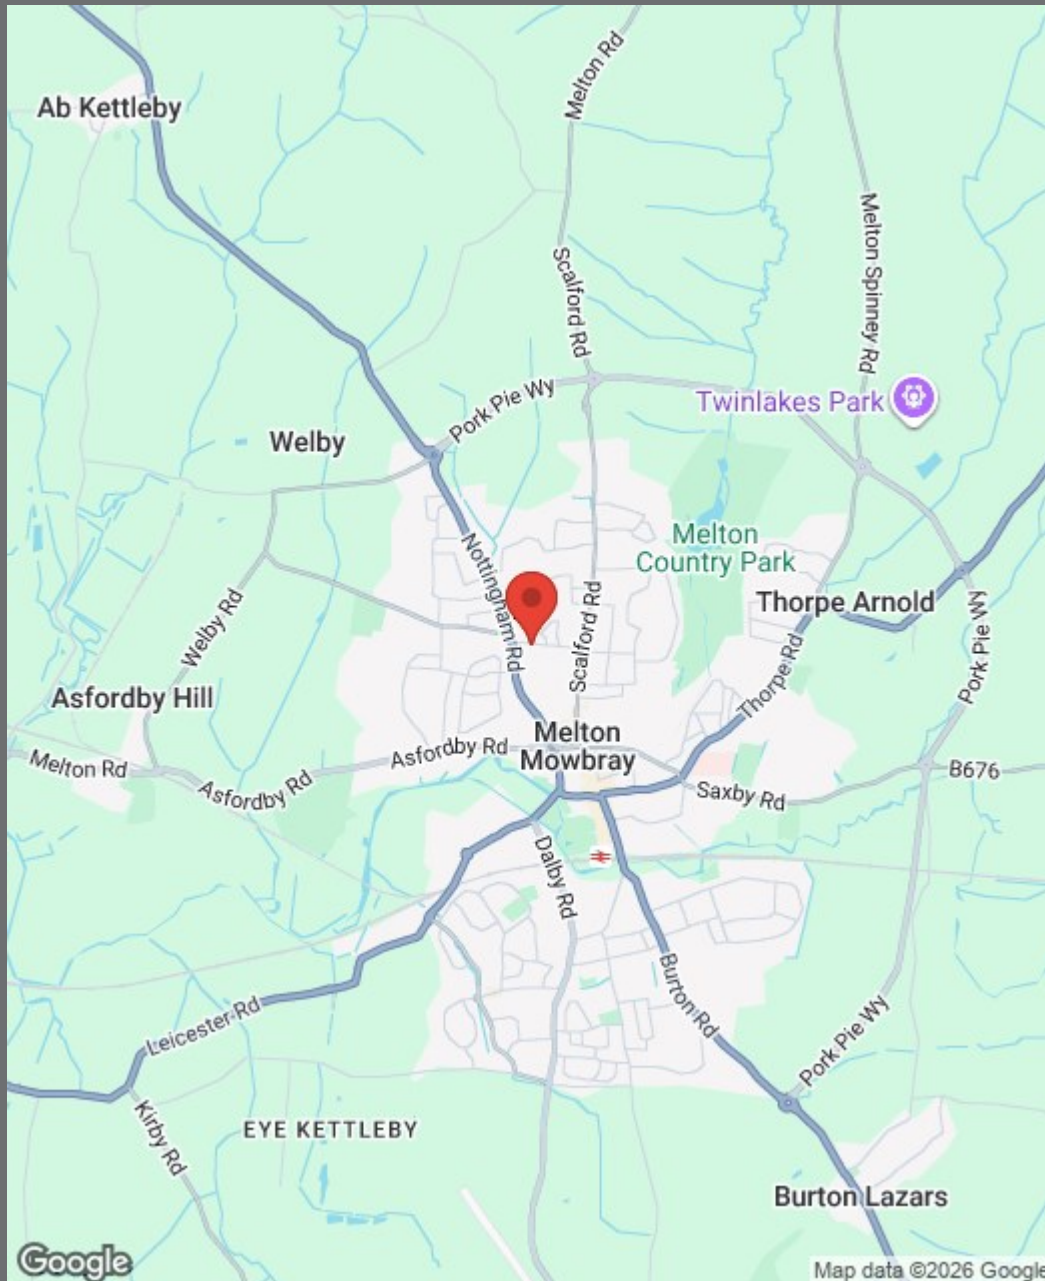 Melton Rd
Ab Kettleby
Melton Spinney Rd
Scalford Rd
Pork Pie Wy
Twinlakes Park
Welby
Nottingham Rd
Melton
Country Park
Scalford Rd
Thorpe Arnold
Welby Rd
Pork Pie Wy
Thorpe Rd
Asfordby Hill
Melton
Mowbray
Asfordby Rd
Melton Rd
B676
Asfordby Rd
Saxby Rd
Dalby Rd
Burton Rd
Leicester Rd
Pork Pie Wy
Kirby Rd
EYE KETTLEBY
Burton Lazars
Google
Map data ©2026 Google